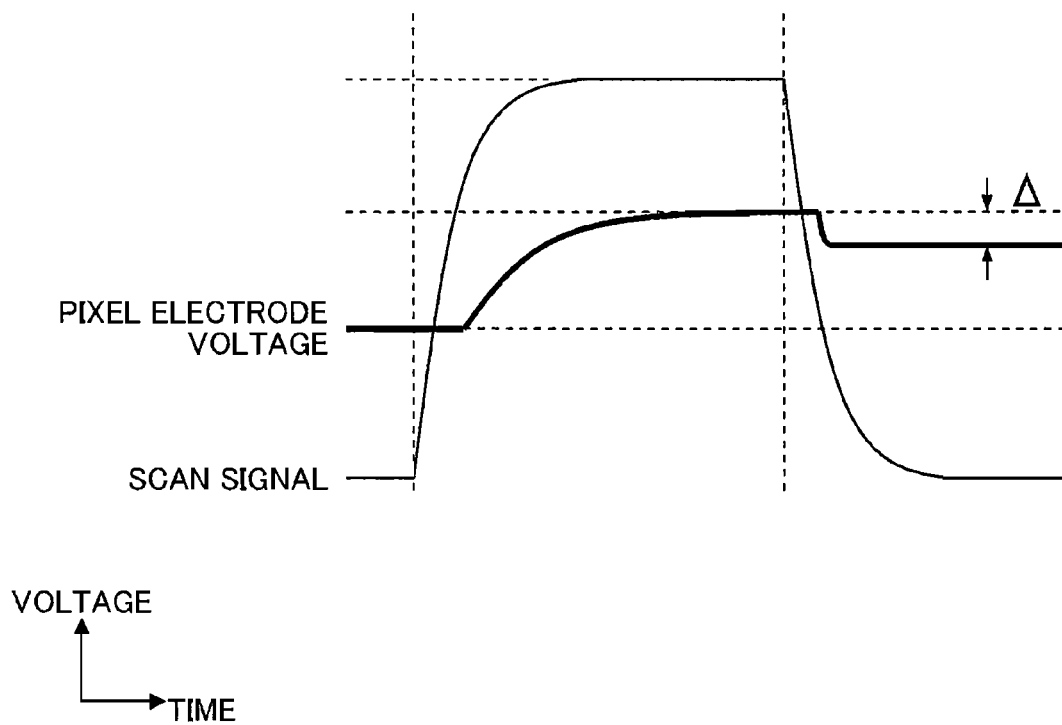 Δ
PIXEL ELECTRODE
VOLTAGE
SCAN SIGNAL
VOLTAGE
TIME